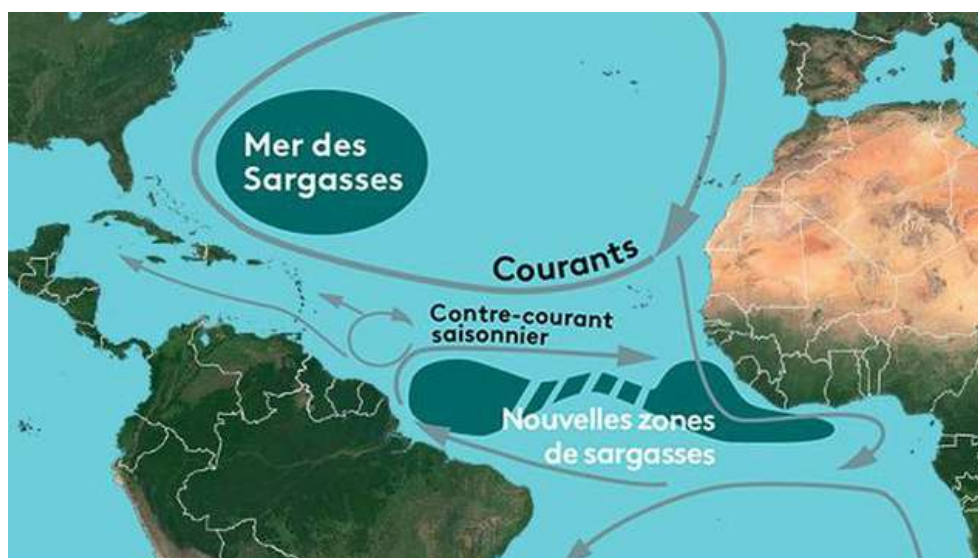 Mer des
Sargasses
Courants
Contre-courant
saisonnier
Nouvelles zones
de sargasses